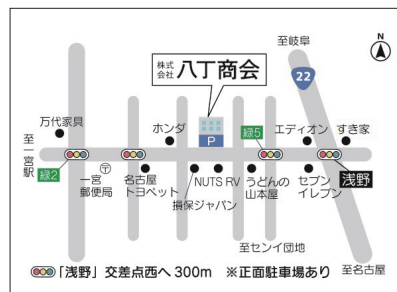 至岐阜
N
株式
会社 八丁商会
22
万代家具
ホンダ
P
緑5
エディオン
すき家
至一宮駅
緑2
〒
一宮
郵便局
名古屋
トヨペット
損保ジャパン
NUTS RV
うどんの
山本屋
セブン
イレブン
浅野
至センイ団地
至名古屋
「浅野」交差点西へ300m ※正面駐車場あり